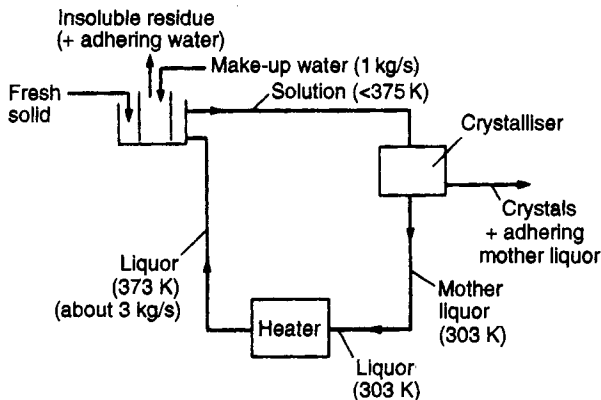 Insoluble residue
(+ adhering water)
Make-up water (1 kg/s)
Fresh
solid
Solution (<375 K)
Crystalliser
Crystals
+ adhering
mother liquor
Liquor
(373 K)
(about 3 kg/s)
Heater
Mother
liquor
(303 K)
Liquor
(303 K)